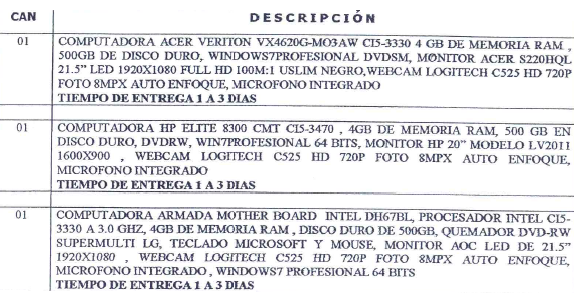 CAN DESCRIPCIÓN
01 COMPUTADORA ACER VERITON VX4620G-MO3AW CI5-3330 4 GB DE MEMORIA RAM ,
500GB DE DISCO DURO, WINDOWS7PROFESIONAL DVDSM, MONITOR ACER S220HQL
21.5" LED 1920X1080 FULL HD 100M:1 USLIM NEGRO,WEBCAM LOGITECH C525 HD 720P
FOTO 8MPX AUTO ENFOQUE, MICROFONO INTEGRADO
TIEMPO DE ENTREGA 1 A 3 DIAS
01 COMPUTADORA HP ELITE 8300 CMT CI5-3470 , 4GB DE MEMORIA RAM, 500 GB EN
DISCO DURO, DVDRW, WIN7PROFESIONAL 64 BITS, MONITOR HP 20" MODELO LV2011
1600X900 , WEBCAM LOGITECH C525 HD 720P FOTO 8MPX AUTO ENFOQUE,
MICROFONO INTEGRADO
TIEMPO DE ENTREGA 1 A 3 DIAS
01 COMPUTADORA ARMADA MOTHER BOARD INTEL DH67BL, PROCESADOR INTEL CI5-
3330 A 3.0 GHZ, 4GB DE MEMORIA RAM , DISCO DURO DE 500GB, QUEMADOR DVD-RW
SUPERMULTI LG, TECLADO MICROSOFT Y MOUSE, MONITOR AOC LED DE 21.5"
1920X1080 , WEBCAM LOGITECH C525 HD 720P FOTO 8MPX AUTO ENFOQUE,
MICROFONO INTEGRADO , WINDOWS7 PROFESIONAL 64 BITS
TIEMPO DE ENTREGA 1 A 3 DIAS